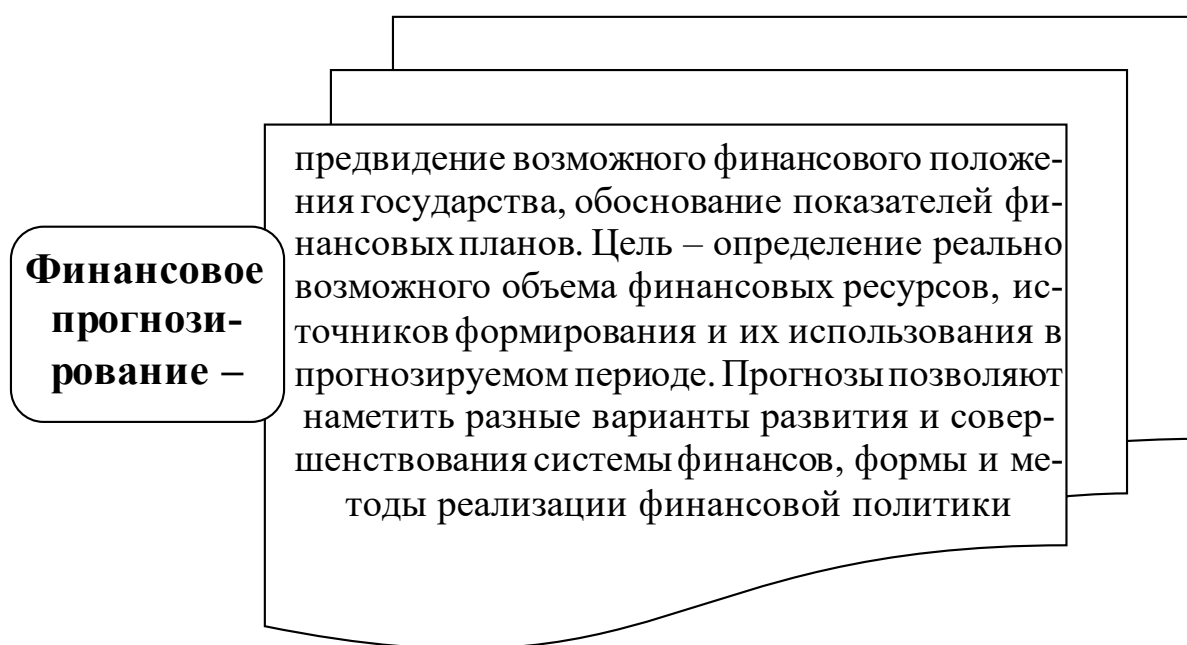 Финансовое
прогнози-
рование –
предвидение возможного финансового положе-
ния государства, обоснование показателей фи-
нансовых планов. Цель – определение реально
возможного объема финансовых ресурсов, ис-
точников формирования и их использования в
прогнозируемом периоде. Прогнозы позволяют
наметить разные варианты развития и совер-
шенствования системы финансов, формы и ме-
тоды реализации финансовой политики